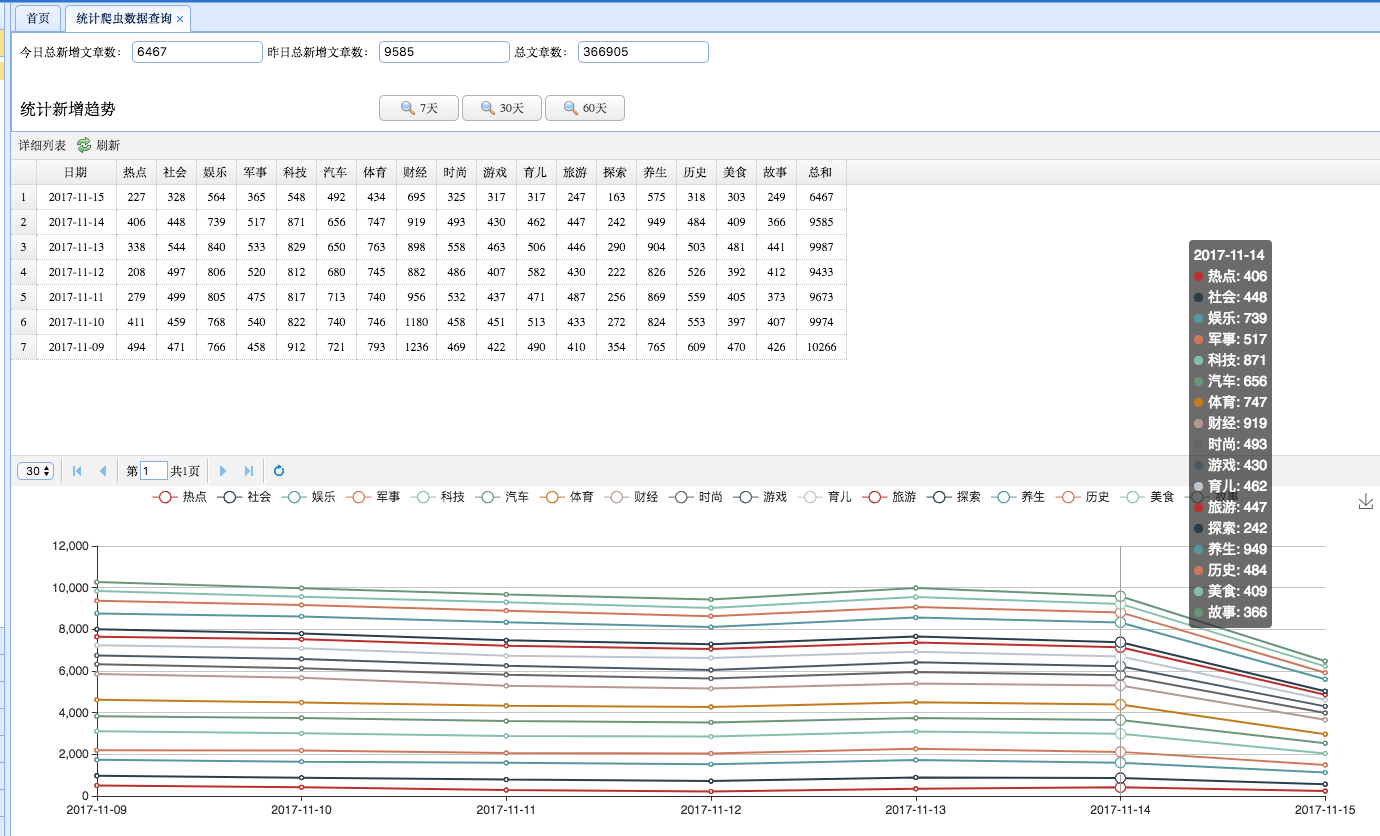 首页 统计爬虫数据查询 ×
今日总新增文章数： 6467 昨日总新增文章数： 9585 总文章数： 366905
统计新增趋势 7天 30天 60天
详细列表 刷新
日期 热点 社会 娱乐 军事 科技 汽车 体育 财经 时尚 游戏 育儿 旅游 探索 养生 历史 美食 故事 总和
1 2017-11-15 227 328 564 365 548 492 434 695 325 317 317 247 163 575 318 303 249 6467
2 2017-11-14 406 448 739 517 871 656 747 919 493 430 462 447 242 949 484 409 366 9585
3 2017-11-13 338 544 840 533 829 650 763 898 558 463 506 446 290 904 503 481 441 9987
4 2017-11-12 208 497 806 520 812 680 745 882 486 407 582 430 222 826 526 392 412 9433
5 2017-11-11 279 499 805 475 817 713 740 956 532 437 471 487 256 869 559 405 373 9673
6 2017-11-10 411 459 768 540 822 740 746 1180 458 451 513 433 272 824 553 397 407 9974
7 2017-11-09 494 471 766 458 912 721 793 1236 469 422 490 410 354 765 609 470 426 10266
30 第 1 共1页
热点 社会 娱乐 军事 科技 汽车 体育 财经 时尚 游戏 育儿 旅游 探索 养生 历史 美食 故事
2017-11-14
热点: 406
社会: 448
娱乐: 739
军事: 517
科技: 871
汽车: 656
体育: 747
财经: 919
时尚: 493
游戏: 430
育儿: 462
旅游: 447
探索: 242
养生: 949
历史: 484
美食: 409
故事: 366
12,000
10,000
8,000
6,000
4,000
2,000
0
2017-11-09 2017-11-10 2017-11-11 2017-11-12 2017-11-13 2017-11-14 2017-11-15